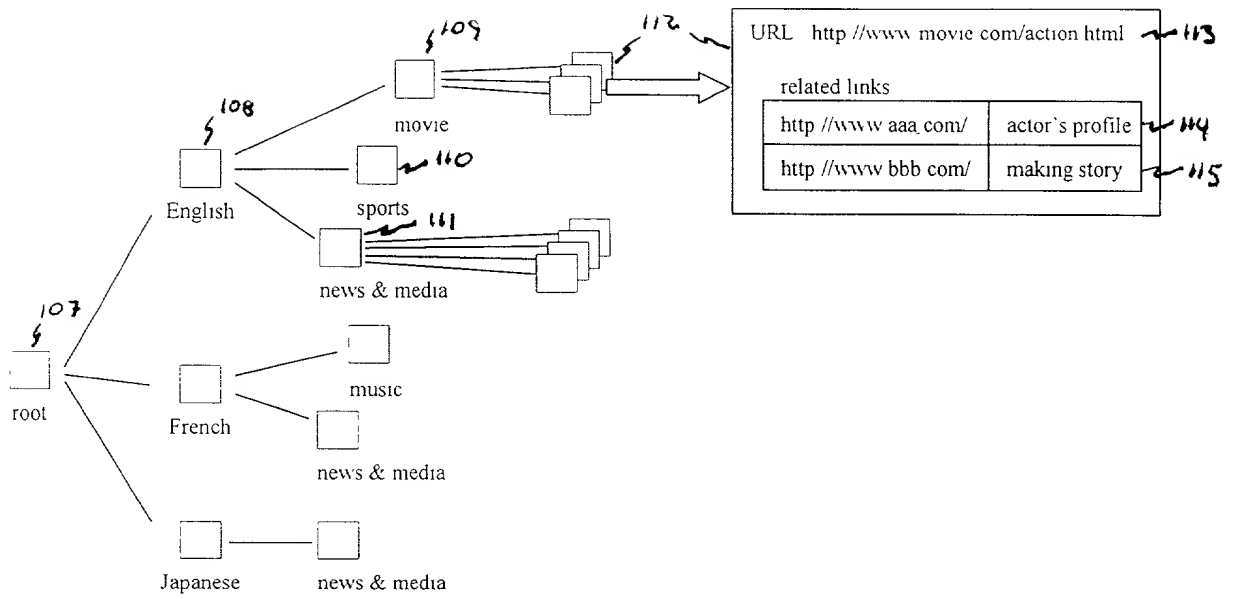 109
112
URL http //www movie com/action html
113
related links
http //www aaa com/ actor`s profile
114
http //www bbb com/ making story
115
108
movie
110
English
sports
111
news & media
107
root
music
French
news & media
Japanese
news & media